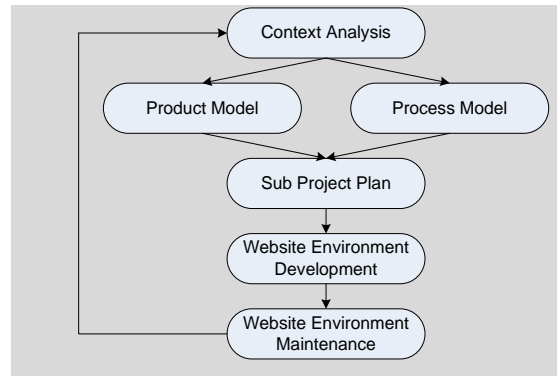 Context Analysis
Product Model
Process Model
Sub Project Plan
Website Environment
Development
Website Environment
Maintenance